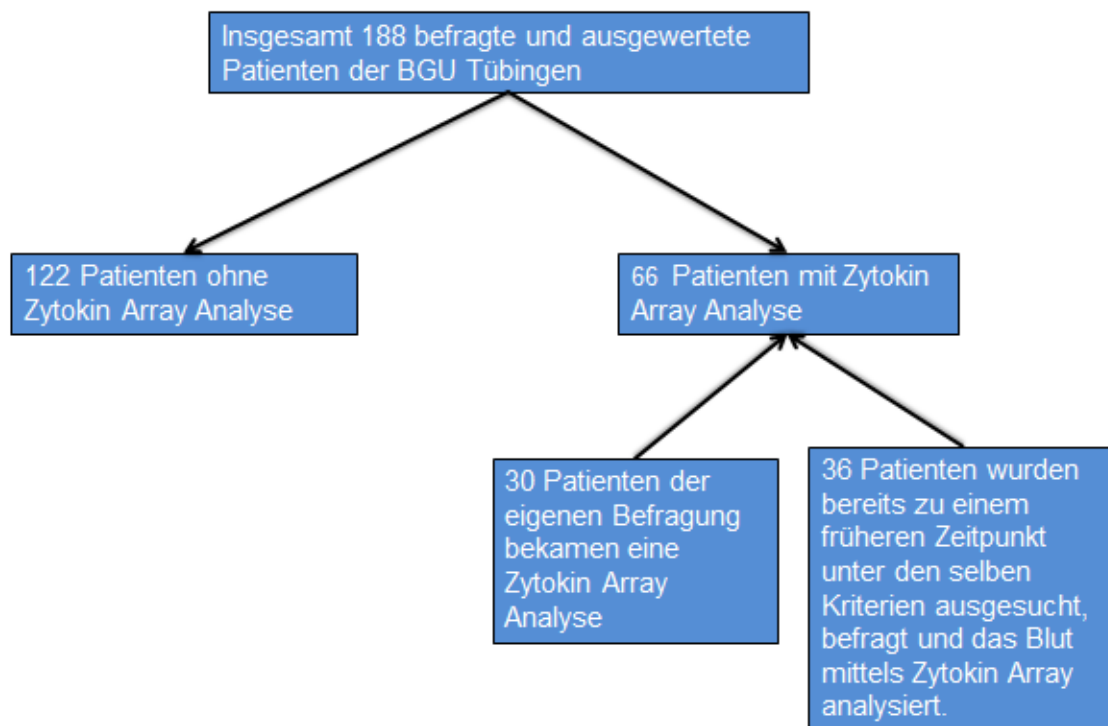 Insgesamt 188 befragte und ausgewertete
Patienten der BGU Tübingen
122 Patienten ohne
Zytokin Array Analyse
66 Patienten mit Zytokin
Array Analyse
30 Patienten der
eigenen Befragung
bekamen eine
Zytokin Array
Analyse
36 Patienten wurden
bereits zu einem
früheren Zeitpunkt
unter den selben
Kriterien ausgesucht,
befragt und das Blut
mittels Zytokin Array
analysiert.